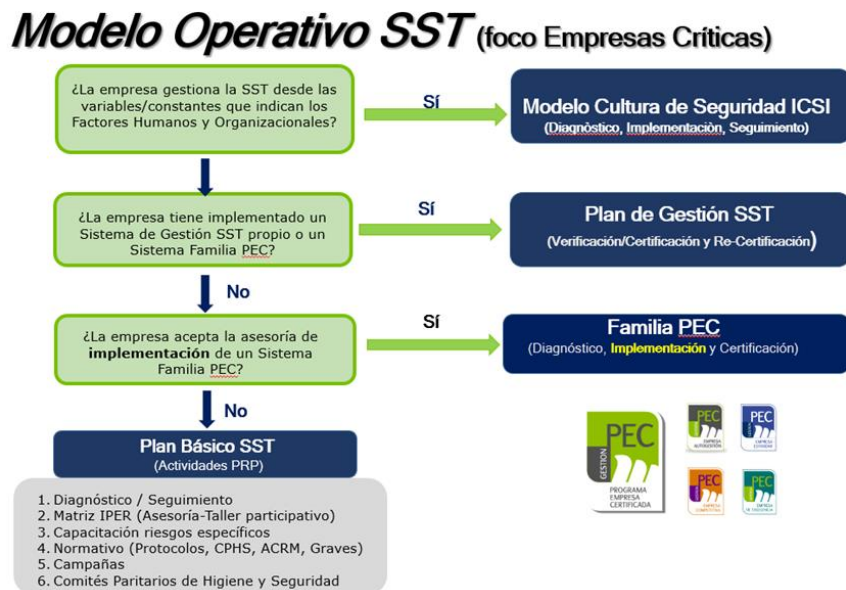 Modelo Operativo SST (foco Empresas Críticas)
¿La empresa gestiona la SST desde las
variables/constantes que indican los
Factores Humanos y Organizacionales?
Sí
Modelo Cultura de Seguridad ICSI
(Diagnòstico, Implementaciòn, Seguimiento)
¿La empresa tiene implementado un
Sistema de Gestión SST propio o un
Sistema Familia PEC?
Sí
Plan de Gestión SST
(Verificación/Certificación y Re-Certificación)
No
¿La empresa acepta la asesoría de
implementación de un Sistema
Familia PEC?
Sí
Familia PEC
(Diagnóstico, Implementación y Certificación)
No
Plan Básico SST
(Actividades PRP)
1. Diagnóstico / Seguimiento
2. Matriz IPER (Asesoría-Taller participativo)
3. Capacitación riesgos específicos
4. Normativo (Protocolos, CPHS, ACRM, Graves)
5. Campañas
6. Comités Paritarios de Higiene y Seguridad
GESTION
PEC
PROGRAMA
EMPRESA
CERTIFICADA
PEC
PEC
PEC
PEC